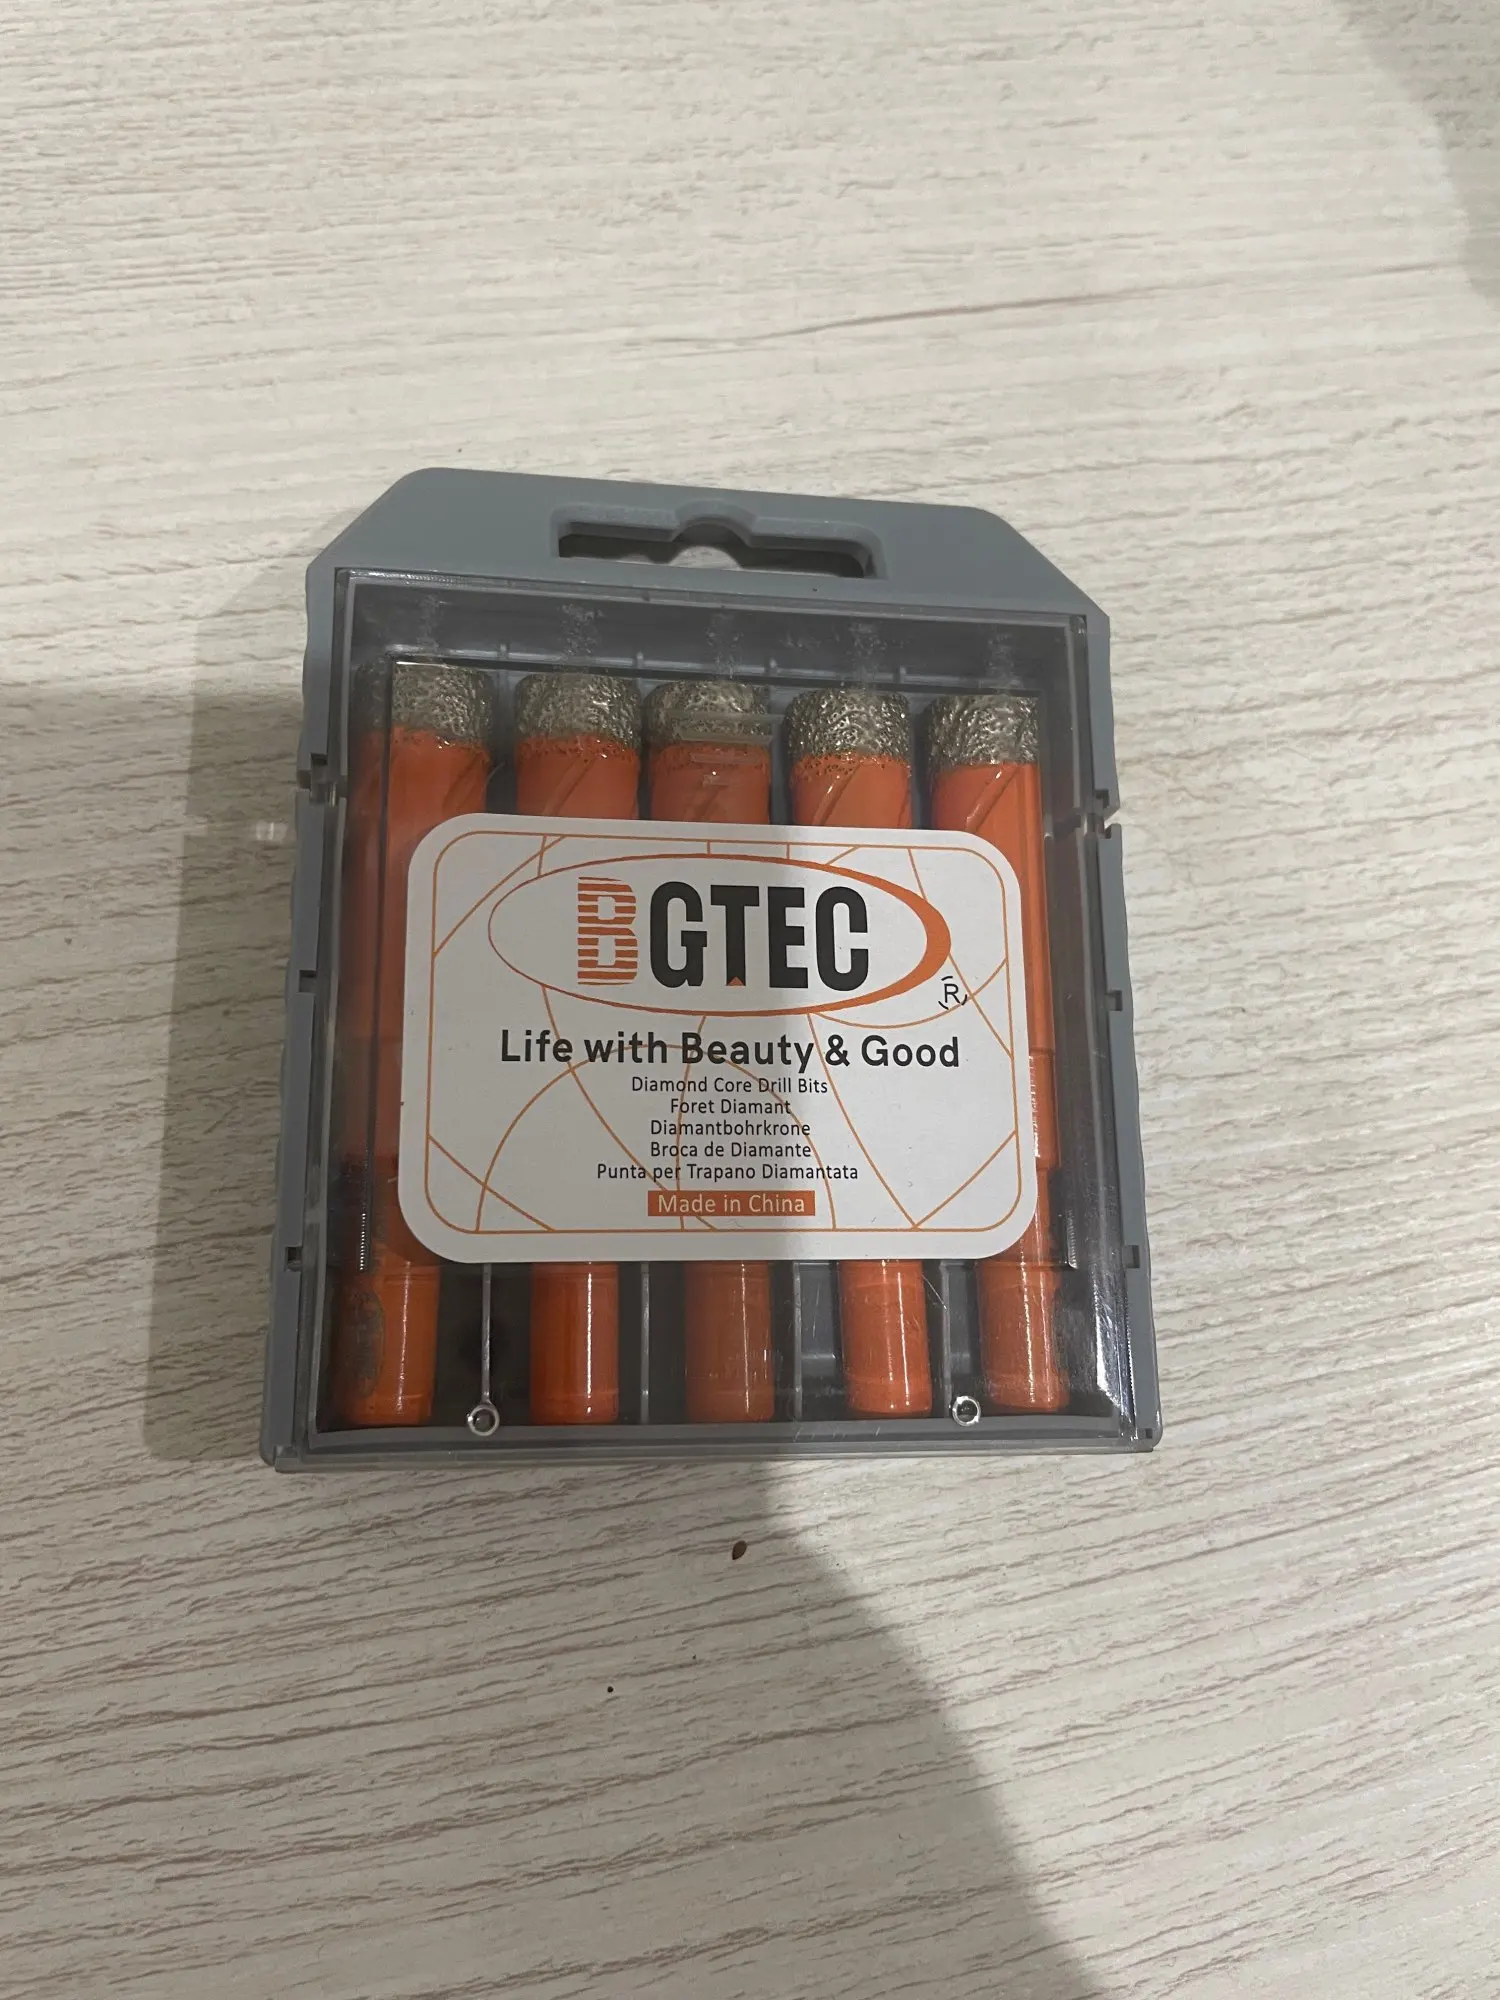 BGTEC
®
Life with Beauty & Good
Diamond Core Drill Bits
Foret Diamant
Diamantbohrkrone
Broca de Diamante
Punta per Trapano Diamantata
Made in China